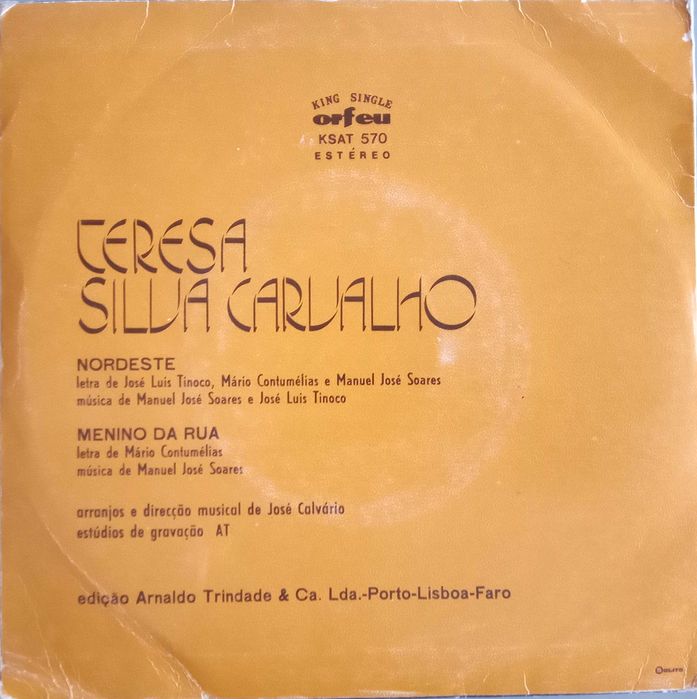 KING SINGLE
orfeu
KSAT 570
ESTÉREO
TERESA
SILVA CARVALHO
NORDESTE
letra de José Luís Tinoco, Mário Contumélias e Manuel José Soares
música de Manuel José Soares e José Luís Tinoco
MENINO DA RUA
letra de Mário Contumélias
música de Manuel José Soares
arranjos e direcção musical de José Calvário
estúdios de gravação AT
edição Arnaldo Trindade & Ca. Lda.-Porto-Lisboa-Faro